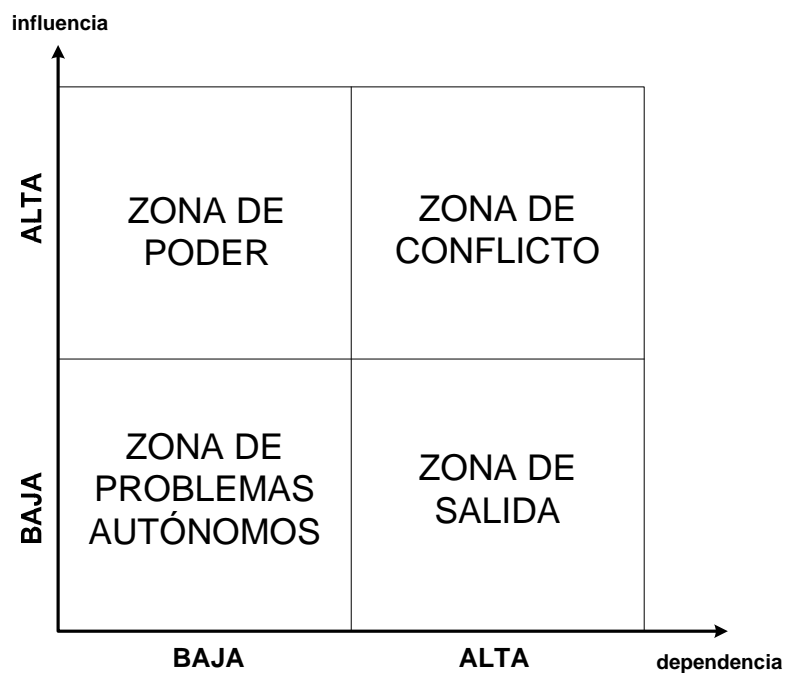 influencia
ALTA
ZONA DE
PODER
ZONA DE
CONFLICTO
BAJA
ZONA DE
PROBLEMAS
AUTÓNOMOS
ZONA DE
SALIDA
BAJA
ALTA
dependencia